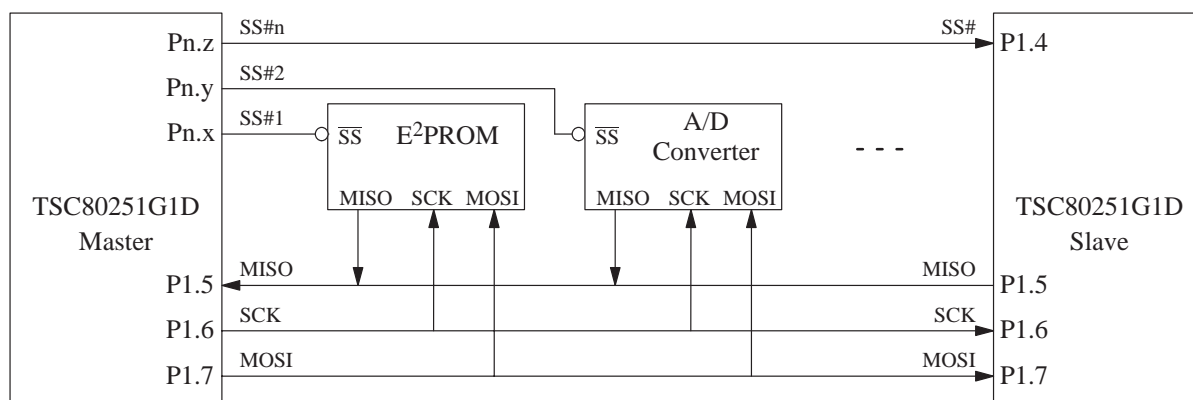 Pn.z SS#n SS# P1.4
Pn.y SS#2
Pn.x SS#1 SS E²PROM SS A/D
Converter
- - -
MISO SCK MOSI MISO SCK MOSI
TSC80251G1D TSC80251G1D
Master Slave
P1.5 MISO MISO P1.5
P1.6 SCK SCK P1.6
P1.7 MOSI MOSI P1.7